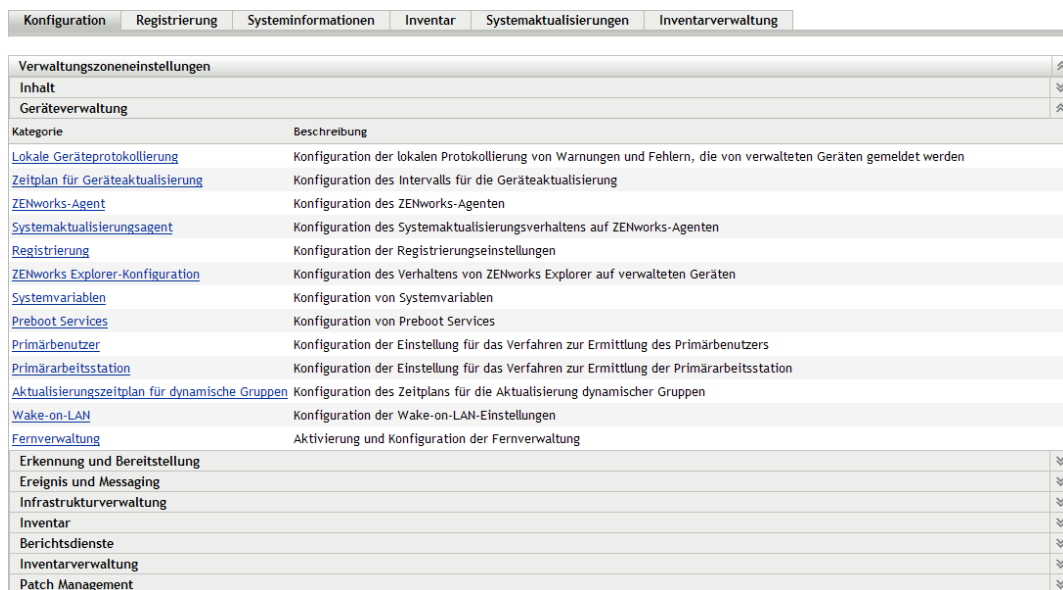 Konfiguration Registrierung Systeminformationen Inventar Systemaktualisierungen Inventarverwaltung
Verwaltungszoneneinstellungen
Inhalt
Geräteverwaltung
Kategorie Beschreibung
Lokale Geräteprotokollierung Konfiguration der lokalen Protokollierung von Warnungen und Fehlern, die von verwalteten Geräten gemeldet werden
Zeitplan für Geräteaktualisierung Konfiguration des Intervalls für die Geräteaktualisierung
ZENworks-Agent Konfiguration des ZENworks-Agenten
Systemaktualisierungsagent Konfiguration des Systemaktualisierungsverhaltens auf ZENworks-Agenten
Registrierung Konfiguration der Registrierungseinstellungen
ZENworks Explorer-Konfiguration Konfiguration des Verhaltens von ZENworks Explorer auf verwalteten Geräten
Systemvariablen Konfiguration von Systemvariablen
Preboot Services Konfiguration von Preboot Services
Primärbenutzer Konfiguration der Einstellung für das Verfahren zur Ermittlung des Primärbenutzers
Primärarbeitsstation Konfiguration der Einstellung für das Verfahren zur Ermittlung der Primärarbeitsstation
Aktualisierungszeitplan für dynamische Gruppen Konfiguration des Zeitplans für die Aktualisierung dynamischer Gruppen
Wake-on-LAN Konfiguration der Wake-on-LAN-Einstellungen
Fernverwaltung Aktivierung und Konfiguration der Fernverwaltung
Erkennung und Bereitstellung
Ereignis und Messaging
Infrastrukturverwaltung
Inventar
Berichtsdienste
Inventarverwaltung
Patch Management